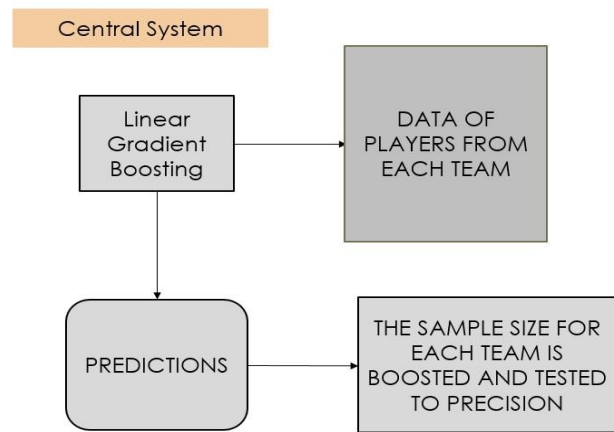 Central System
Linear
Gradient
Boosting
DATA OF
PLAYERS FROM
EACH TEAM
PREDICTIONS
THE SAMPLE SIZE FOR
EACH TEAM IS
BOOSTED AND TESTED
TO PRECISION